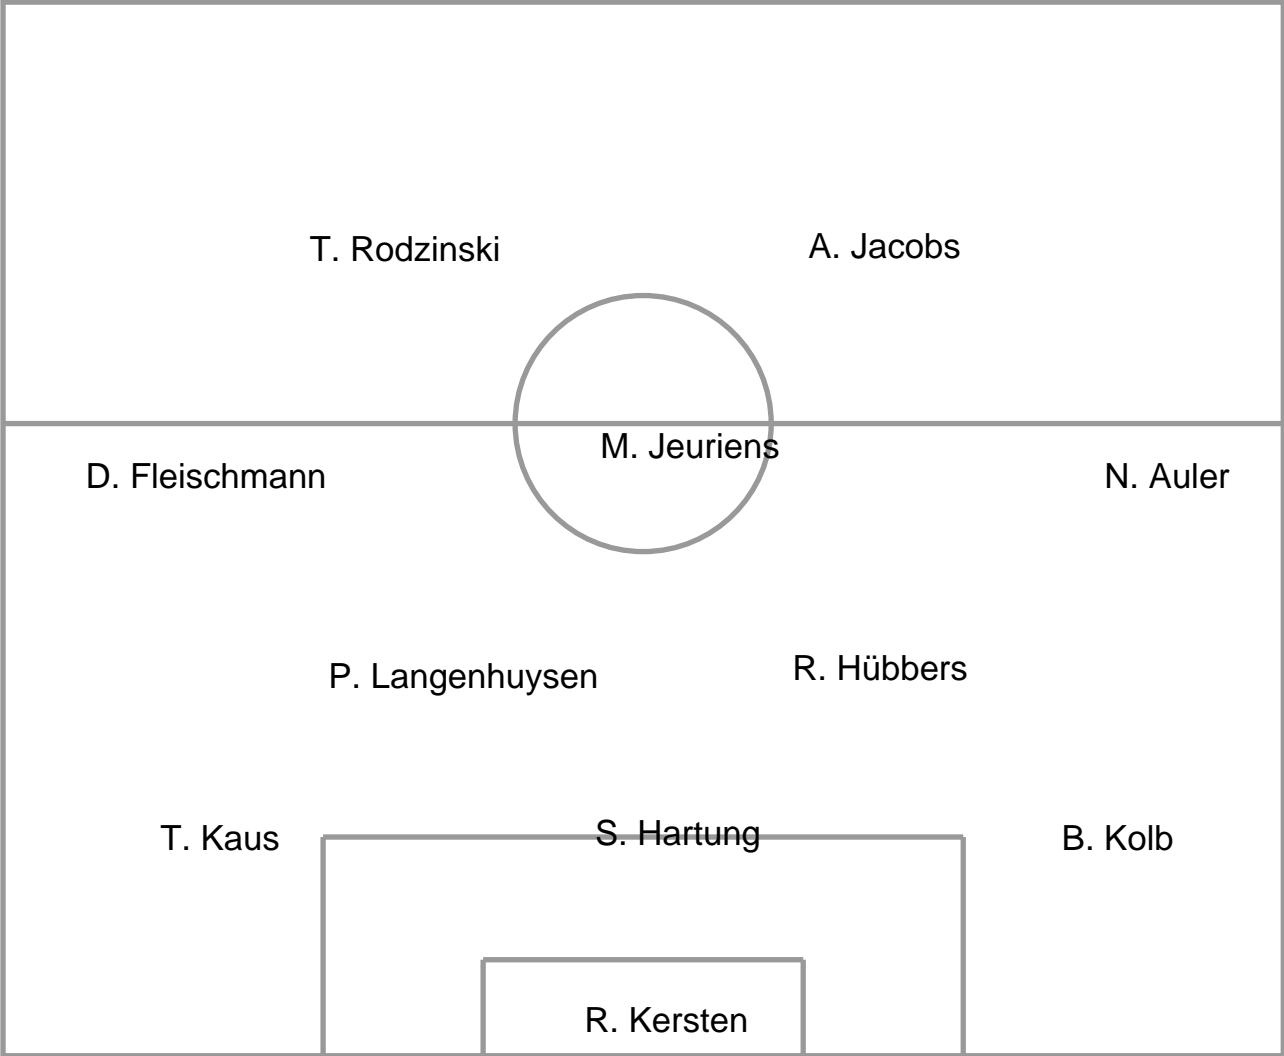 T. Rodzinski
A. Jacobs
M. Jeuriens
D. Fleischmann
N. Auler
P. Langenhuysen
R. Hübbers
T. Kaus
S. Hartung
B. Kolb
R. Kersten